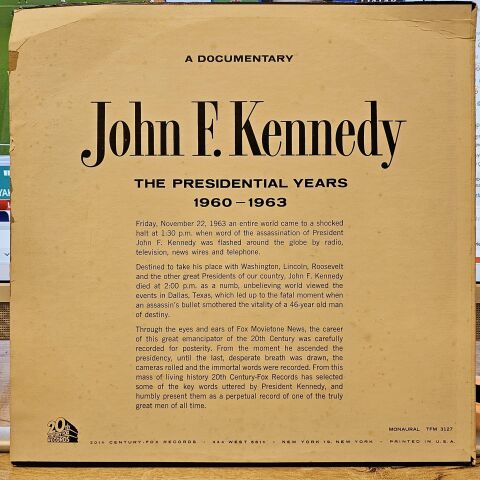 A DOCUMENTARY
John F. Kennedy
THE PRESIDENTIAL YEARS
1960–1963
Friday, November 22, 1963 an entire world came to a shocked
halt at 1:30 p.m. when word of the assassination of President
John F. Kennedy was flashed around the globe by radio,
television, news wires and telephone.
Destined to take his place with Washington, Lincoln, Roosevelt
and the other great Presidents of our country, John F. Kennedy
died at 2:00 p.m. as a numb, unbelieving world viewed the
events in Dallas, Texas, which led up to the fatal moment when
an assassin's bullet smothered the vitality of a 46-year old man
of destiny.
Through the eyes and ears of Fox Movietone News, the career
of this great emancipator of the 20th Century was carefully
recorded for posterity. From the moment he ascended the
presidency, until the last, desperate breath was drawn, the
cameras rolled and the immortal words were recorded. From this
mass of living history 20th Century-Fox Records has selected
some of the key words uttered by President Kennedy, and
humbly present them as a perpetual record of one of the truly
great men of all time.
MONAURAL TFM 3127
20th
20TH CENTURY-FOX RECORDS · 444 WEST 56th · NEW YORK 19, NEW YORK · PRINTED IN U.S.A.